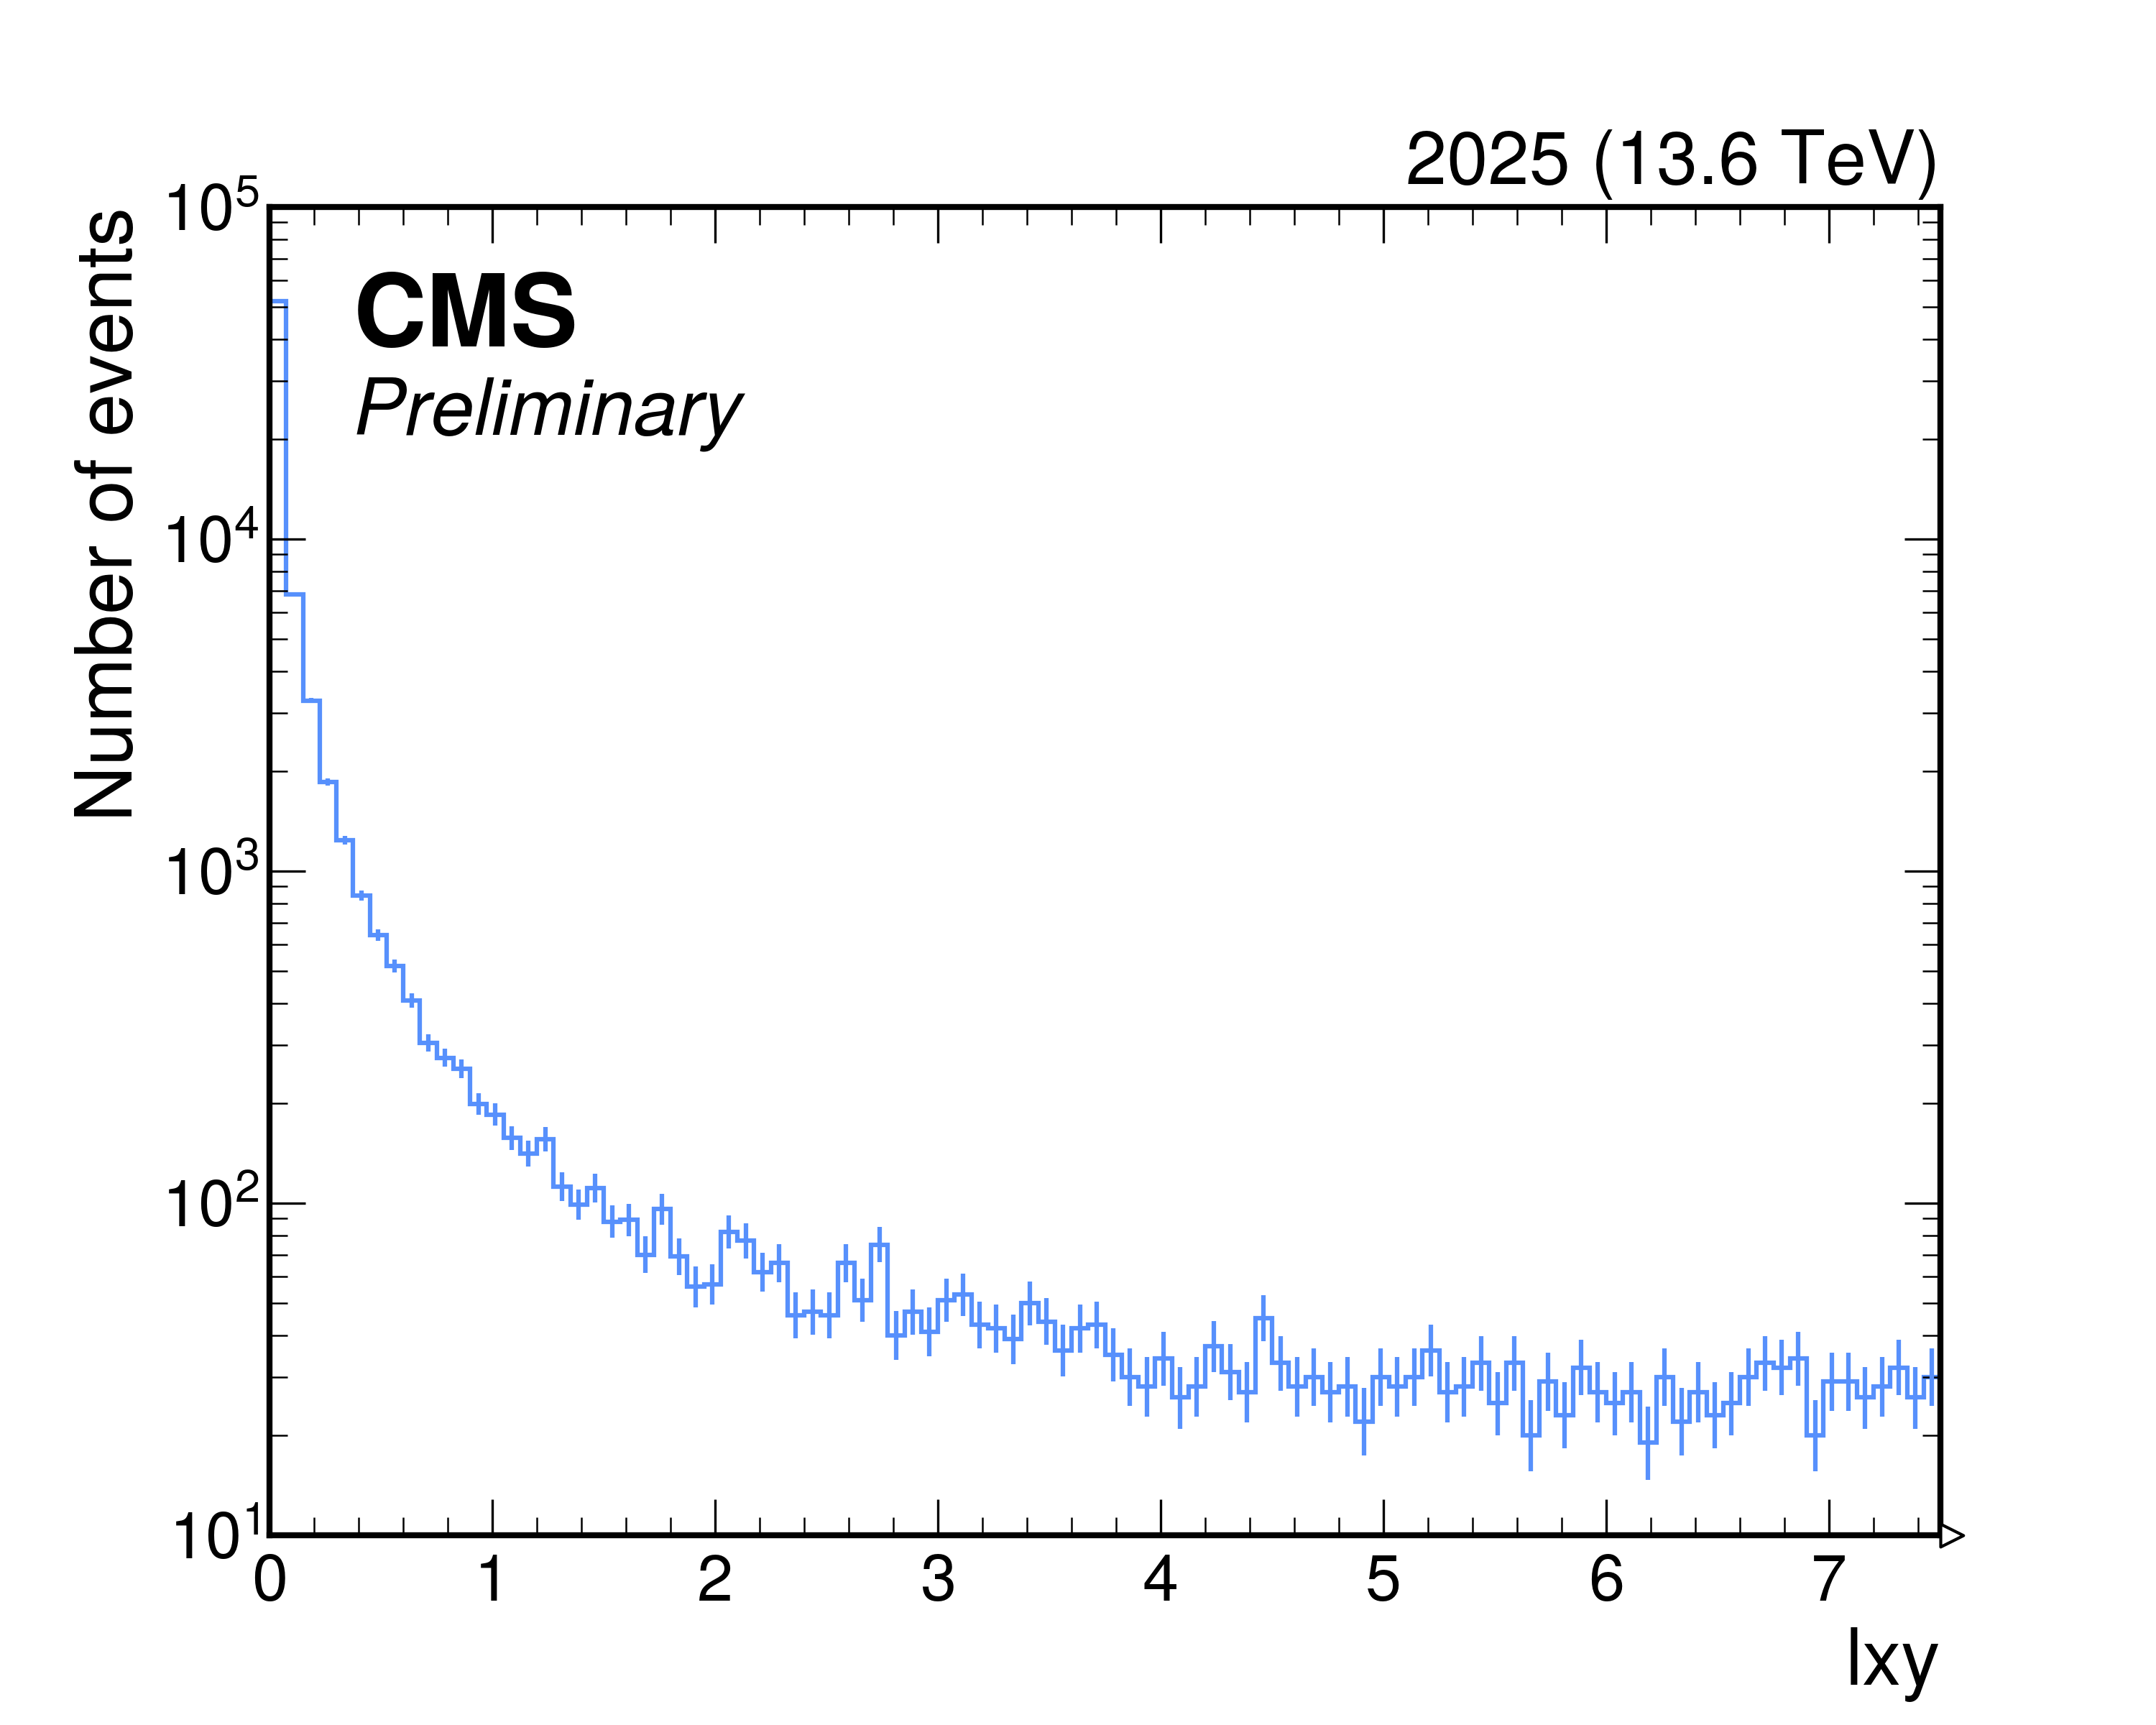 2025 (13.6 TeV)
CMS
Preliminary
Number of events
10^5
10^4
10^3
10^2
10^1
0 1 2 3 4 5 6 7
lxy